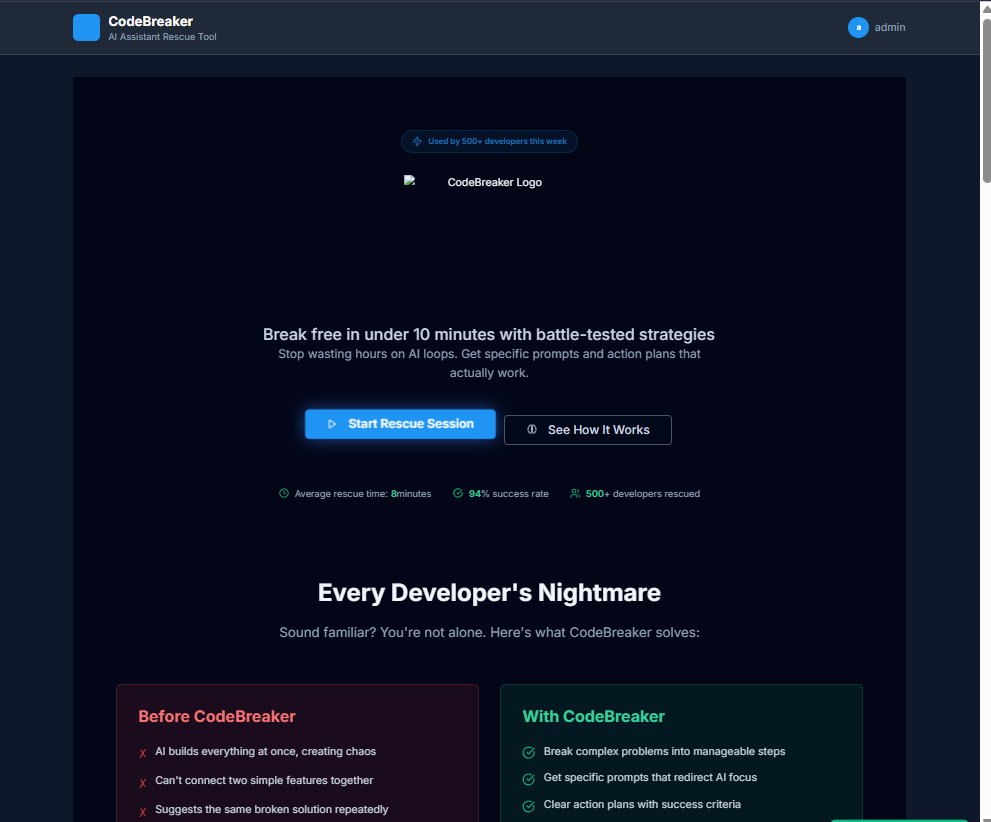 CodeBreaker
AI Assistant Rescue Tool
a
admin
Used by 500+ developers this week
CodeBreaker Logo
Break free in under 10 minutes with battle-tested strategies
Stop wasting hours on AI loops. Get specific prompts and action plans that
actually work.
Start Rescue Session
See How It Works
Average rescue time: 8minutes
94% success rate
500+ developers rescued
Every Developer's Nightmare
Sound familiar? You're not alone. Here's what CodeBreaker solves:
Before CodeBreaker
AI builds everything at once, creating chaos
Can't connect two simple features together
Suggests the same broken solution repeatedly
With CodeBreaker
Break complex problems into manageable steps
Get specific prompts that redirect AI focus
Clear action plans with success criteria